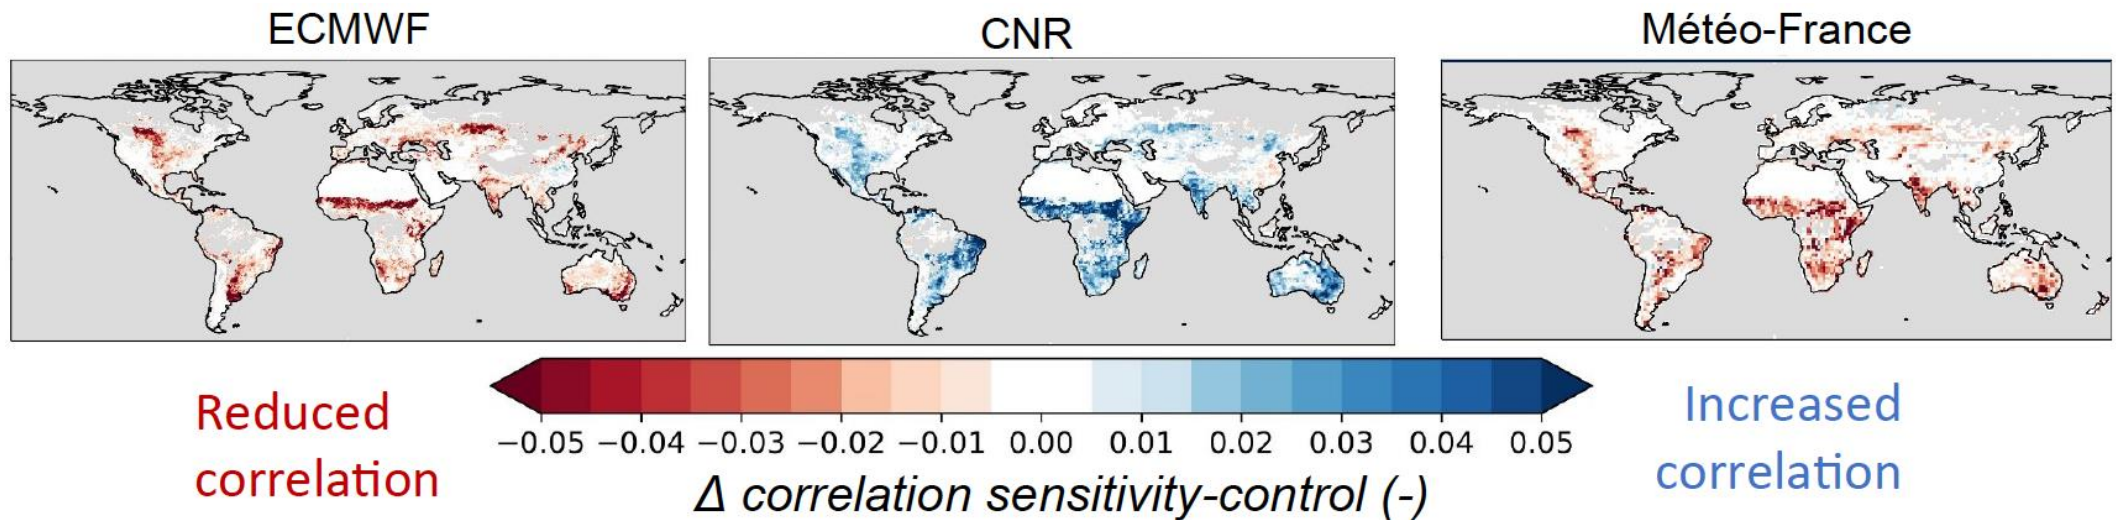 ECMWF
CNR
Météo-France
Reduced
correlation
Increased
correlation
−0.05 −0.04 −0.03 −0.02 −0.01 0.00 0.01 0.02 0.03 0.04 0.05
Δ correlation sensitivity-control (-)